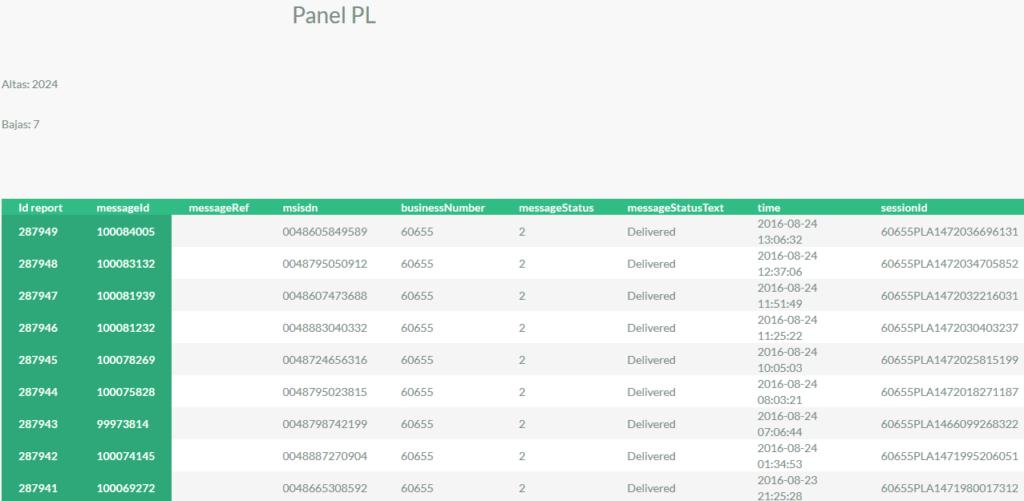 Panel PL
Altas: 2024
Bajas: 7
Id report messageId messageRef msisdn businessNumber messageStatus messageStatusText time sessionId
287949 100084005 0048605849589 60655 2 Delivered 2016-08-24 13:06:32 60655PLA1472036696131
287948 100083132 0048795050912 60655 2 Delivered 2016-08-24 12:37:06 60655PLA1472034705852
287947 100081939 0048607473688 60655 2 Delivered 2016-08-24 11:51:49 60655PLA1472032216031
287946 100081232 0048883040332 60655 2 Delivered 2016-08-24 11:25:22 60655PLA1472030403237
287945 100078269 0048724656316 60655 2 Delivered 2016-08-24 10:05:03 60655PLA1472025815199
287944 100075828 0048795023815 60655 2 Delivered 2016-08-24 08:03:21 60655PLA1472018271187
287943 99973814 0048798742199 60655 2 Delivered 2016-08-24 07:06:44 60655PLA1466099268322
287942 100074145 0048887270904 60655 2 Delivered 2016-08-24 01:34:53 60655PLA1471995206051
287941 100069272 0048665308592 60655 2 Delivered 2016-08-23 21:25:28 60655PLA1471980017312